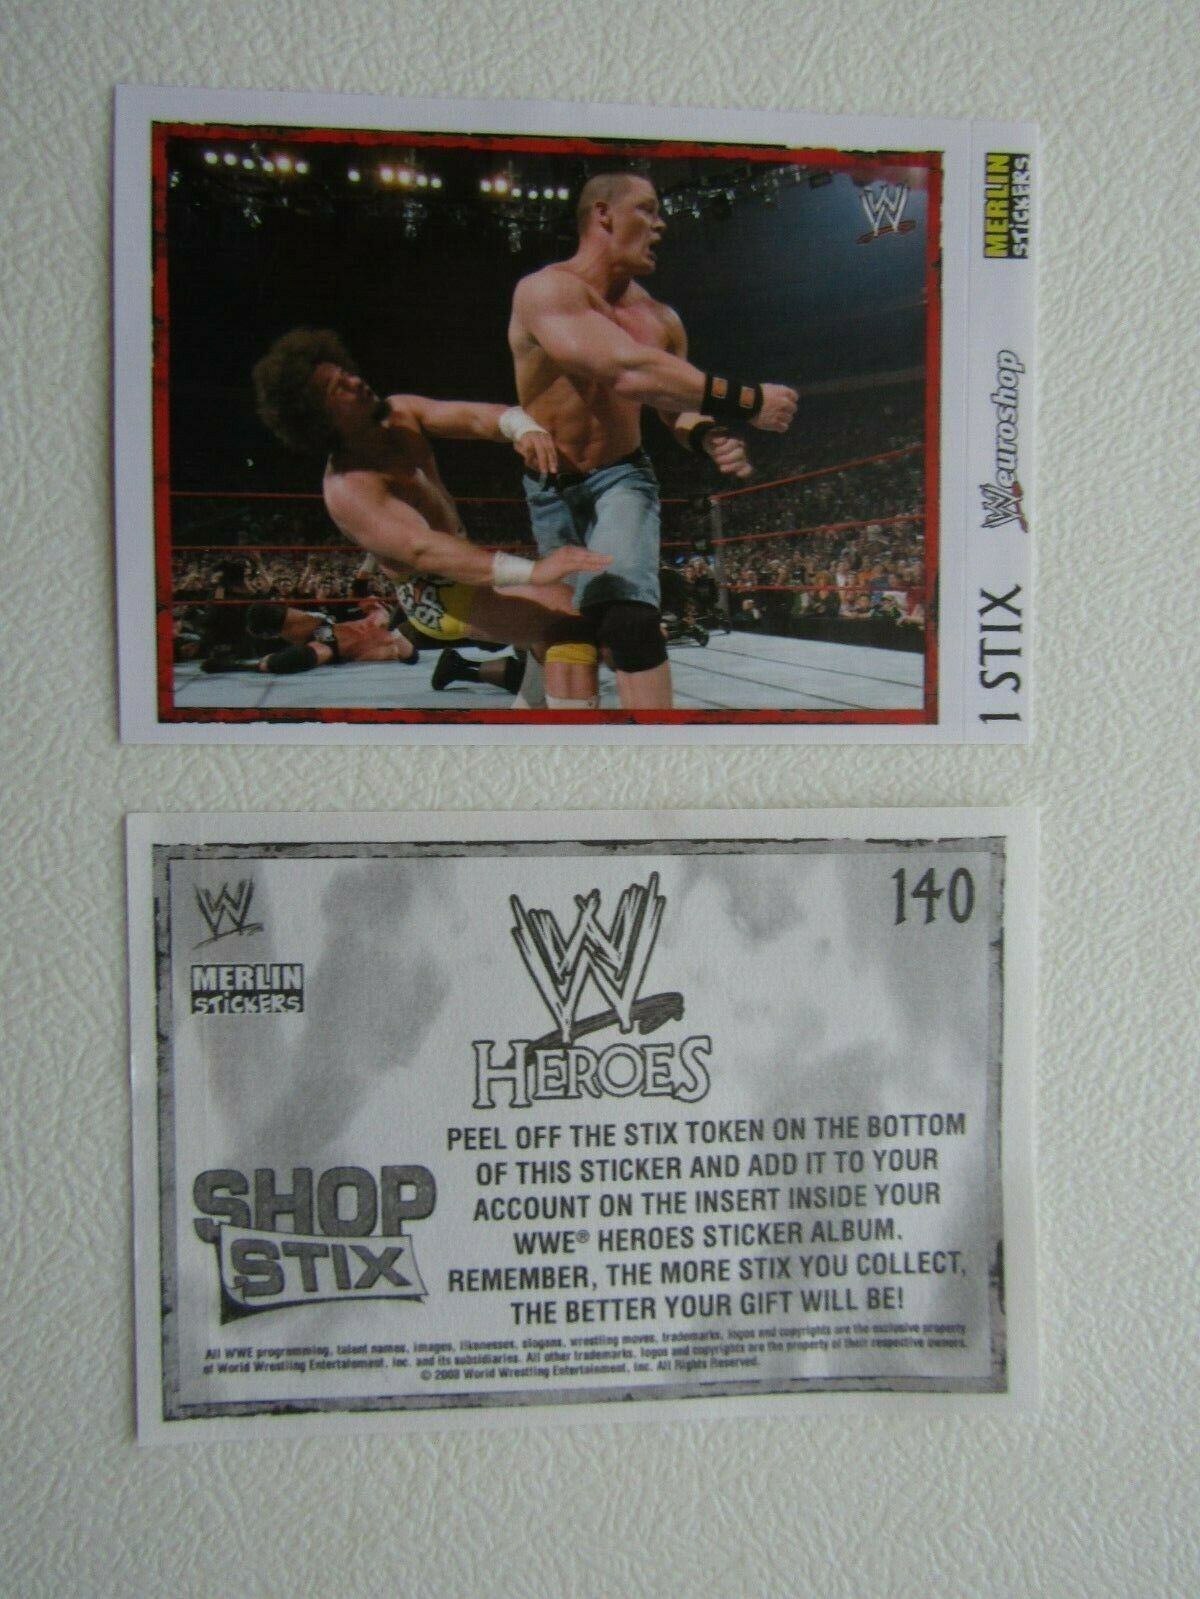 W
MERLIN
STICKERS
Weuroshop
1 STIX
140
W
MERLIN
STICKERS
W
HEROES
PEEL OFF THE STIX TOKEN ON THE BOTTOM
OF THIS STICKER AND ADD IT TO YOUR
ACCOUNT ON THE INSERT INSIDE YOUR
WWE® HEROES STICKER ALBUM.
REMEMBER, THE MORE STIX YOU COLLECT,
THE BETTER YOUR GIFT WILL BE!
SHOP
STIX
All WWE programming, talent names, images, likenesses, slogans, wrestling moves, trademarks, logos and copyrights are the exclusive property
of World Wrestling Entertainment, Inc. and its subsidiaries. All other trademarks, logos and copyrights are the property of their respective owners.
© 2008 World Wrestling Entertainment, Inc. All Rights Reserved.